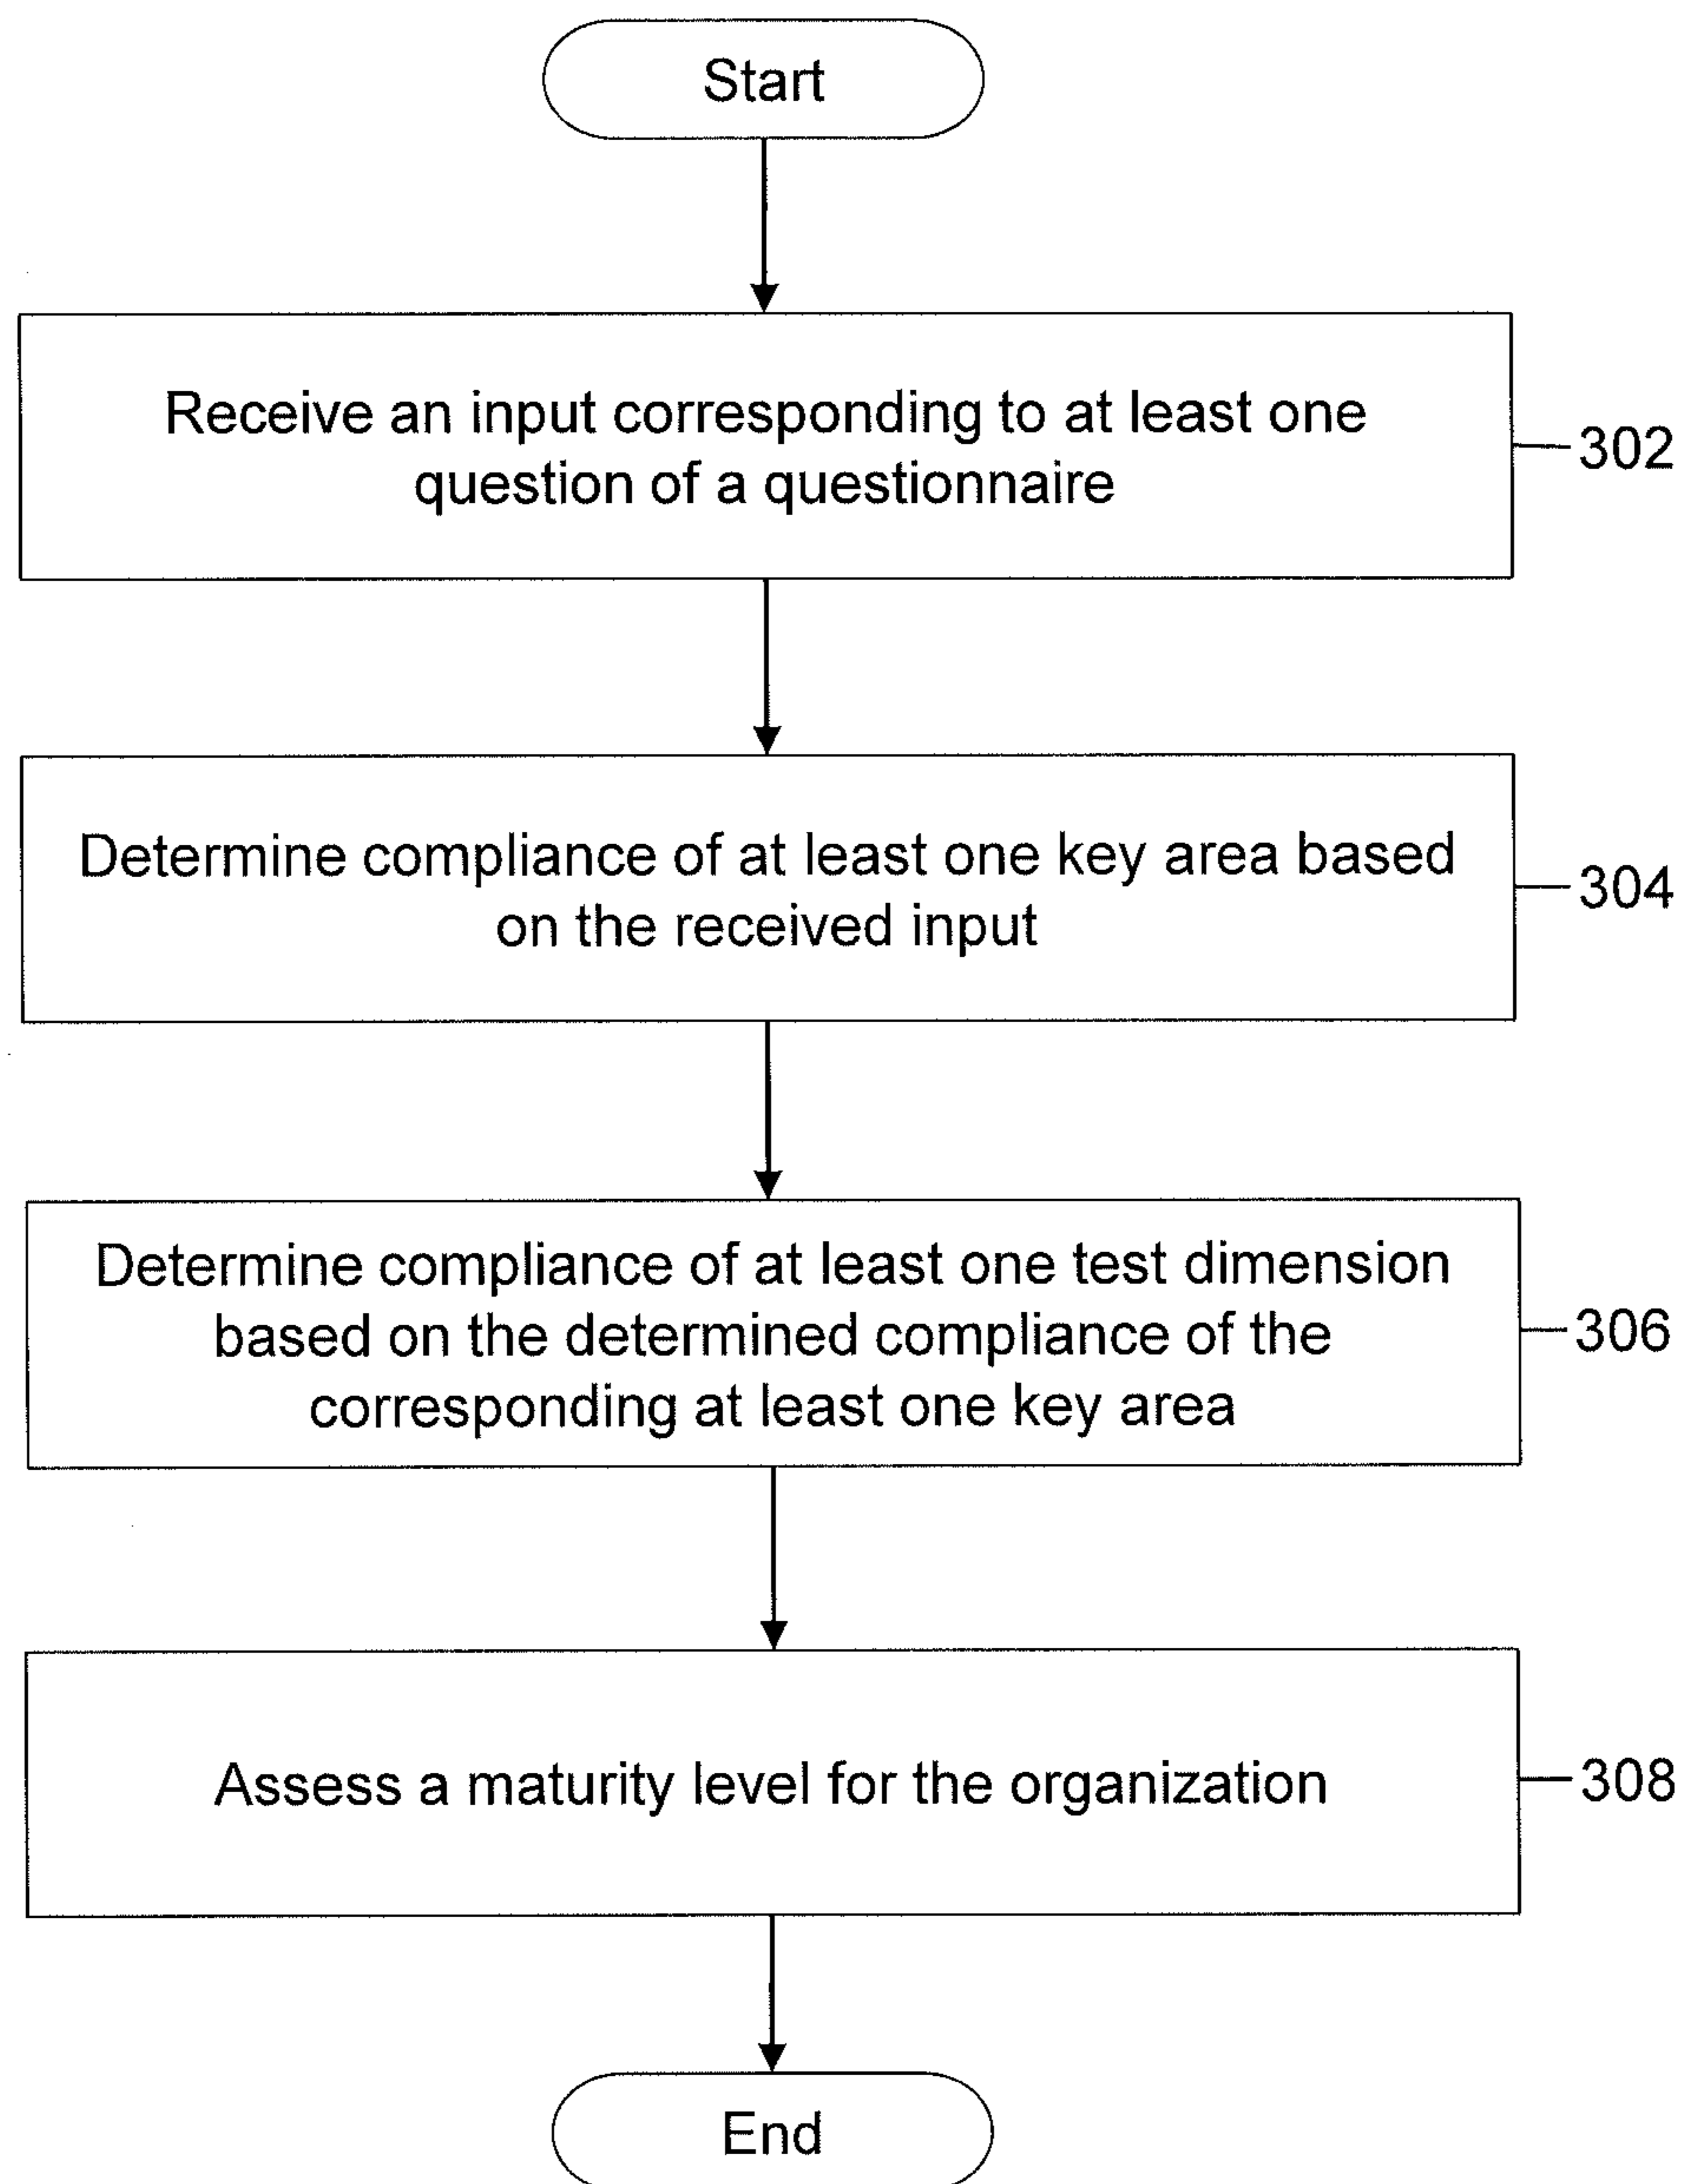 Start
Receive an input corresponding to at least one
question of a questionnaire
302
Determine compliance of at least one key area based
on the received input
304
Determine compliance of at least one test dimension
based on the determined compliance of the
corresponding at least one key area
306
Assess a maturity level for the organization
308
End